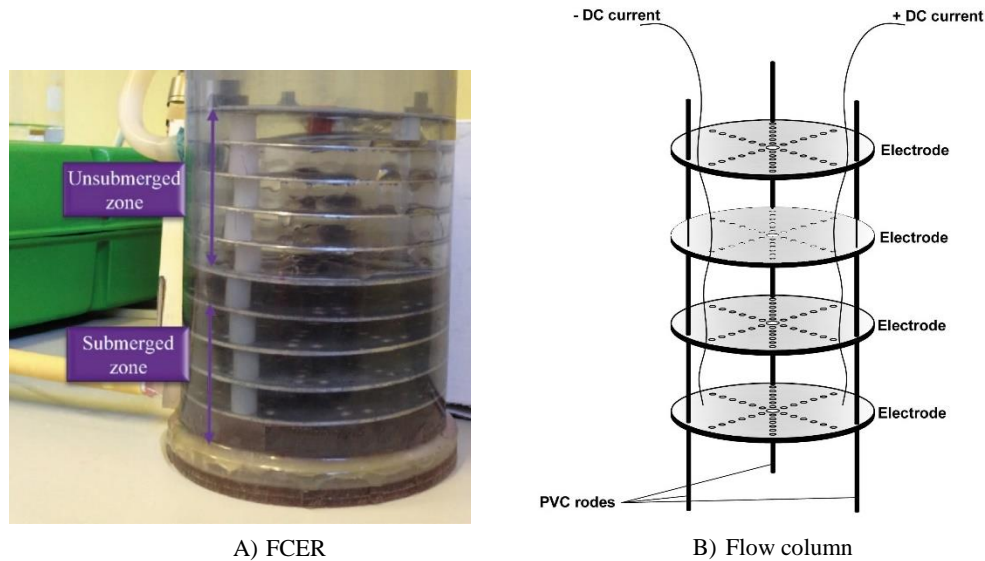 - DC current
+ DC current
Unsubmerged
zone
Submerged
zone
Electrode
Electrode
Electrode
Electrode
PVC rodes
A) FCER
B) Flow column